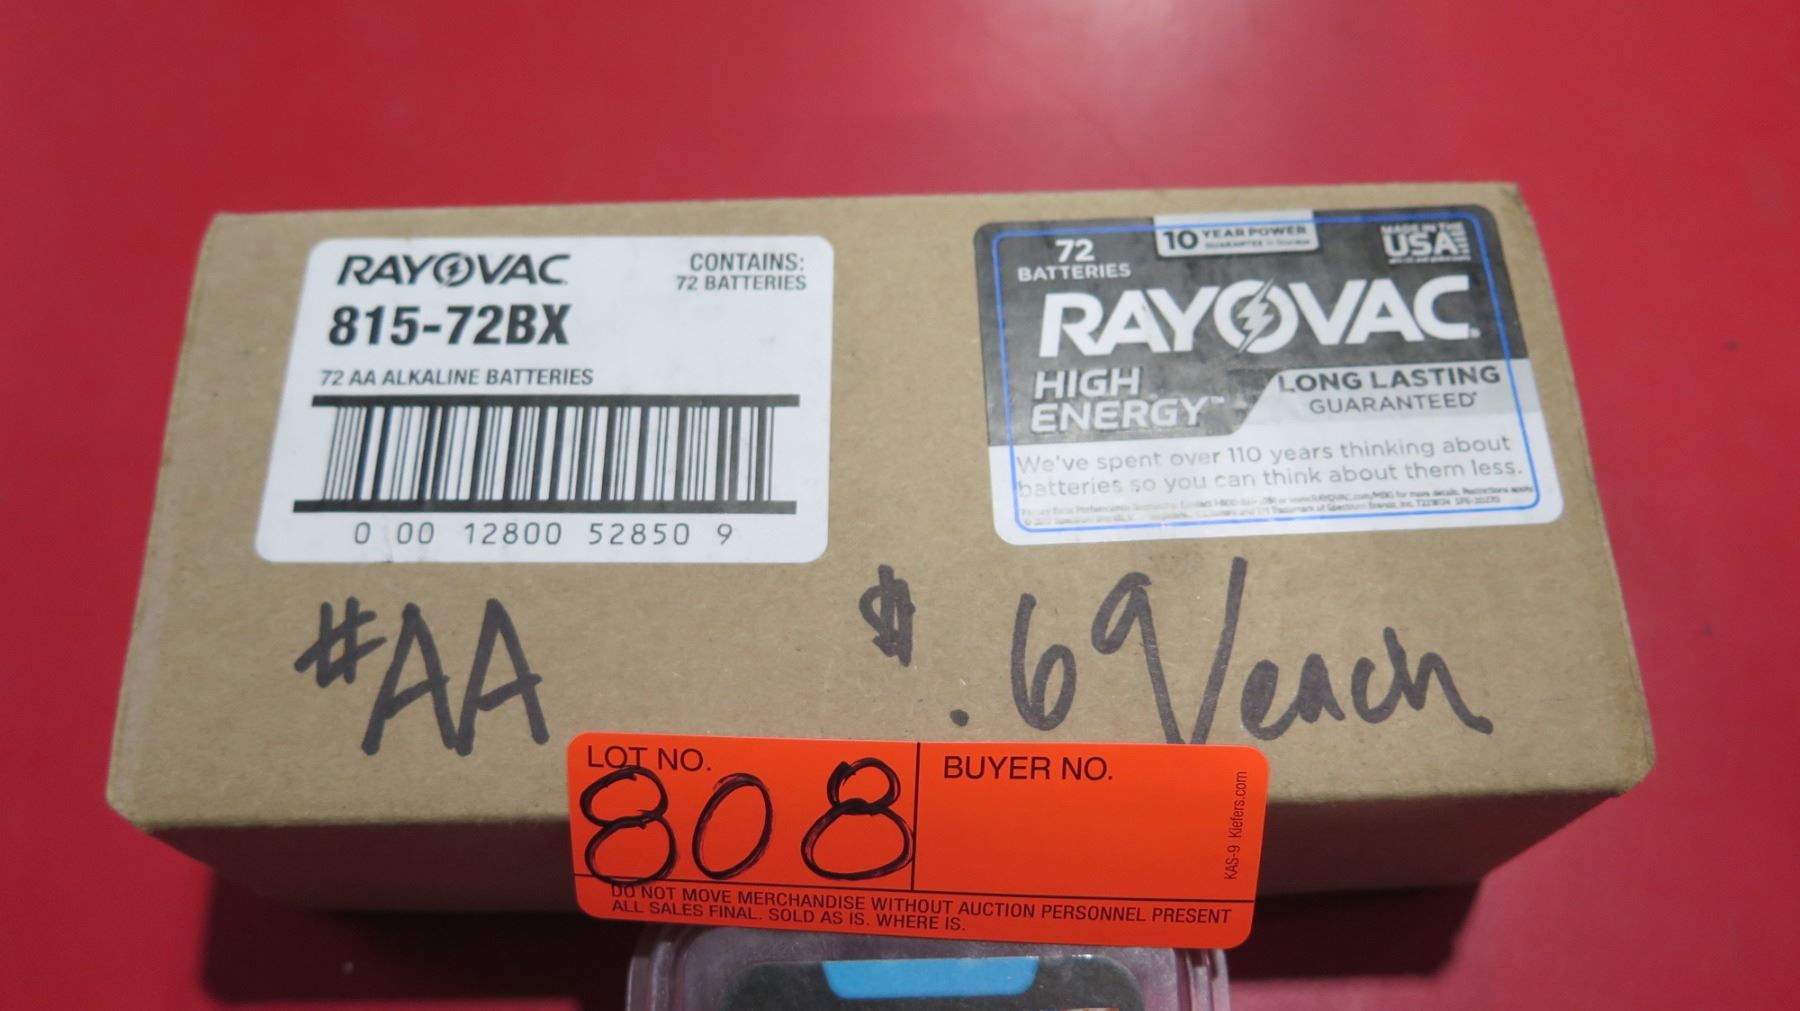 RAYOVAC
CONTAINS:
72 BATTERIES
815-72BX
72 AA ALKALINE BATTERIES
0 00 12800 52850 9
72
BATTERIES
10 YEAR POWER
GUARANTEE
MADE IN THE
USA
RAYOVAC
HIGH
ENERGY™
LONG LASTING
GUARANTEED*
We've spent over 110 years thinking about
batteries so you can think about them less.
#AA
$.69/each
LOT NO.
808
BUYER NO.
KAS-9 Kiefers.com
DO NOT MOVE MERCHANDISE WITHOUT AUCTION PERSONNEL PRESENT
ALL SALES FINAL. SOLD AS IS. WHERE IS.